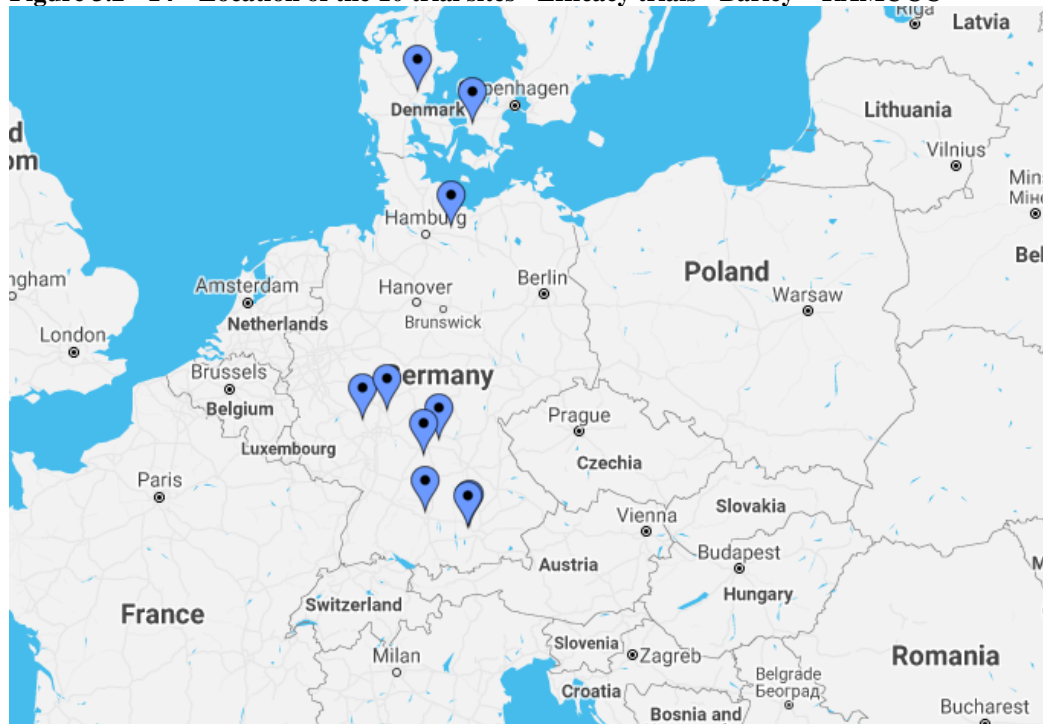 Riga
Latvia
Copenhagen
Denmark
Lithuania
Vilnius
Hamburg
Amsterdam
Hanover
Berlin
Poland
Netherlands
Brunswick
Warsaw
London
Brussels
Germany
Belgium
Prague
Luxembourg
Czechia
Paris
Slovakia
Vienna
Budapest
Austria
Hungary
France
Switzerland
Slovenia
Zagreb
Milan
Romania
Belgrade
Београд
Croatia
Bosnia and
Bucharest